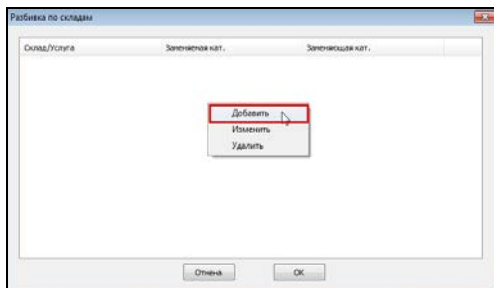 Разбивка по складам
Склад/Услуга Заменяемая кат. Заменяющая кат.
Добавить
Изменить
Удалить
Отмена OK